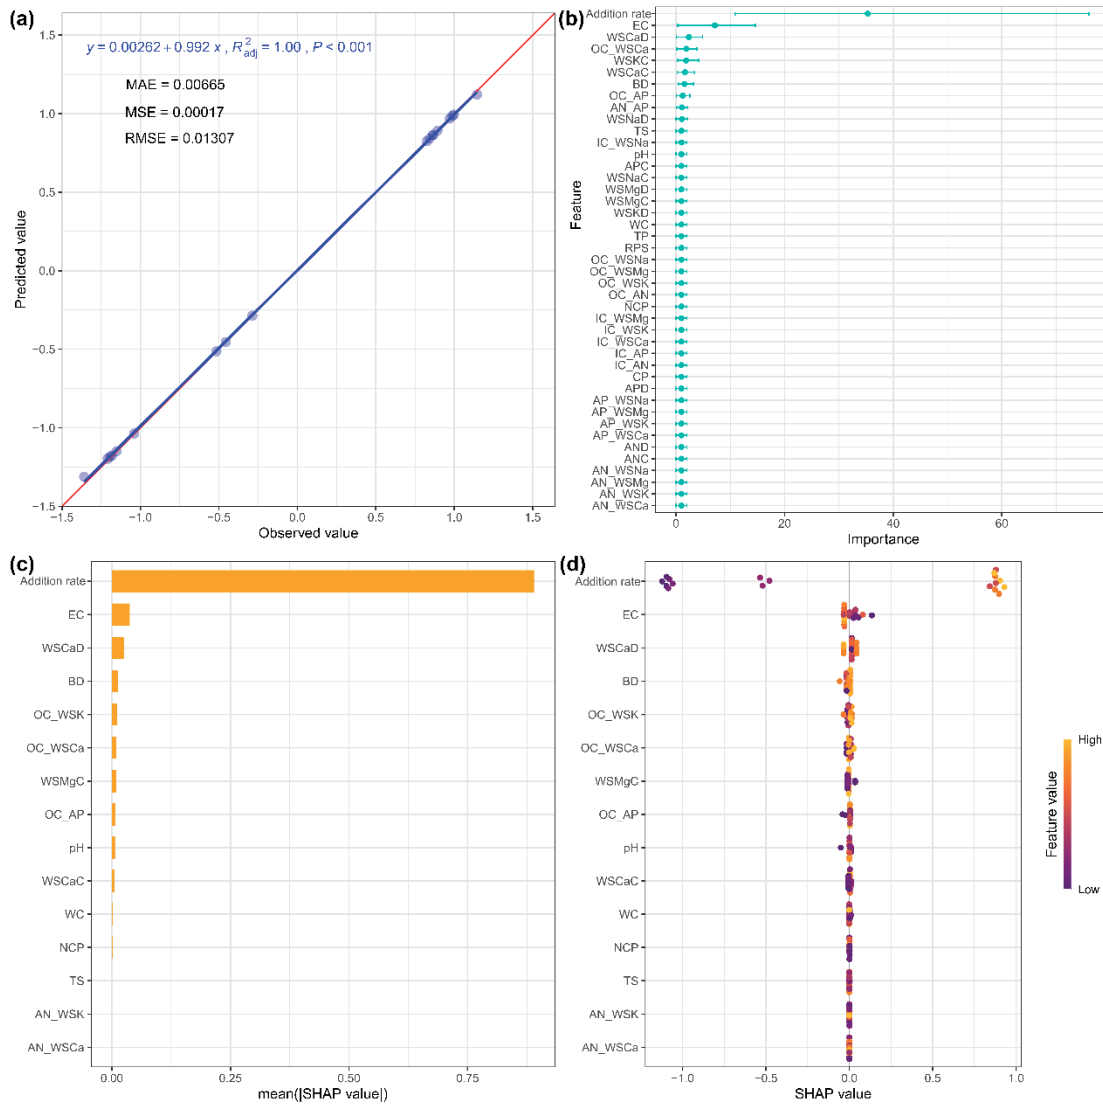 (a)
y = 0.00262 + 0.992 x , R²adj = 1.00 , P < 0.001
MAE = 0.00665
MSE = 0.00017
RMSE = 0.01307
1.5
1.0
0.5
0.0
−0.5
−1.0
−1.5
Predicted value
−1.5 −1.0 −0.5 0.0 0.5 1.0 1.5
Observed value
(b)
Feature
Addition rate
EC
WSCaD
OC_WSCa
WSKC
WSCaC
BD
OC_AP
AN_AP
WSNaD
TS
IC_WSNa
pH
APC
WSNaC
WSMgD
WSMgC
WSKD
WC
TP
RPS
OC_WSNa
OC_WSMg
OC_WSK
OC_AN
NCP
IC_WSMg
IC_WSK
IC_WSCa
IC_AP
IC_AN
CP
APD
AP_WSNa
AP_WSMg
AP_WSK
AP_WSCa
AND
ANC
AN_WSNa
AN_WSMg
AN_WSK
AN_WSCa
0 20 40 60
Importance
(c)
Addition rate
EC
WSCaD
BD
OC_WSK
OC_WSCa
WSMgC
OC_AP
pH
WSCaC
WC
NCP
TS
AN_WSK
AN_WSCa
0.00 0.25 0.50 0.75
mean(|SHAP value|)
(d)
Addition rate
EC
WSCaD
BD
OC_WSK
OC_WSCa
WSMgC
OC_AP
pH
WSCaC
WC
NCP
TS
AN_WSK
AN_WSCa
−1.0 −0.5 0.0 0.5 1.0
SHAP value
Feature value
High
Low